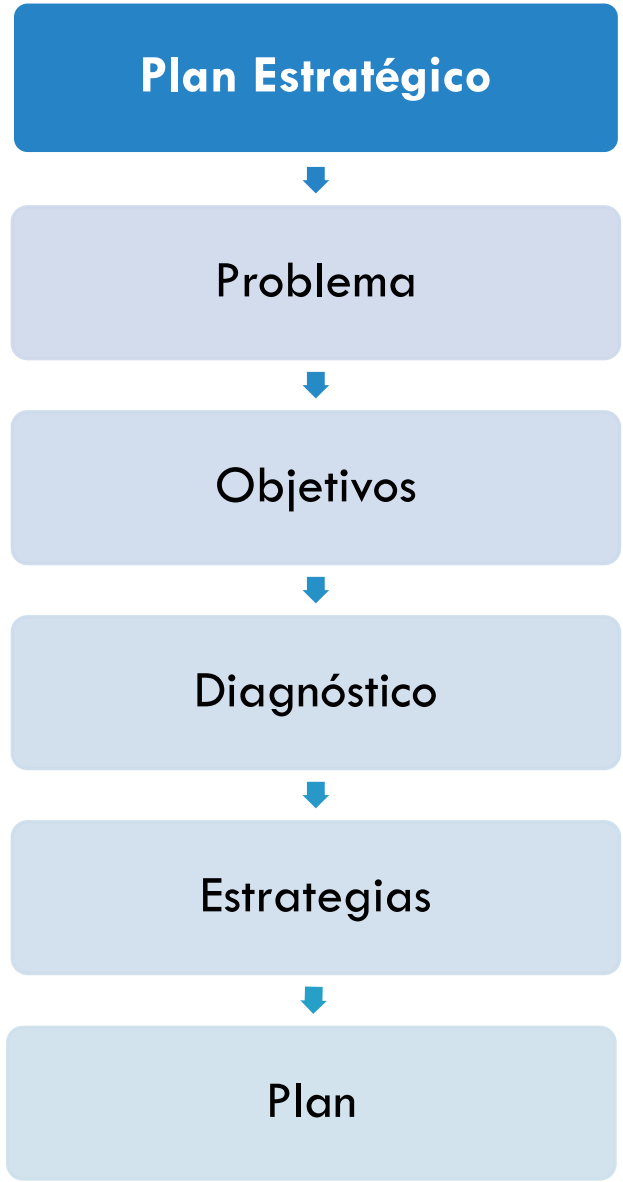 Plan Estratégico
Problema
Objetivos
Diagnóstico
Estrategias
Plan